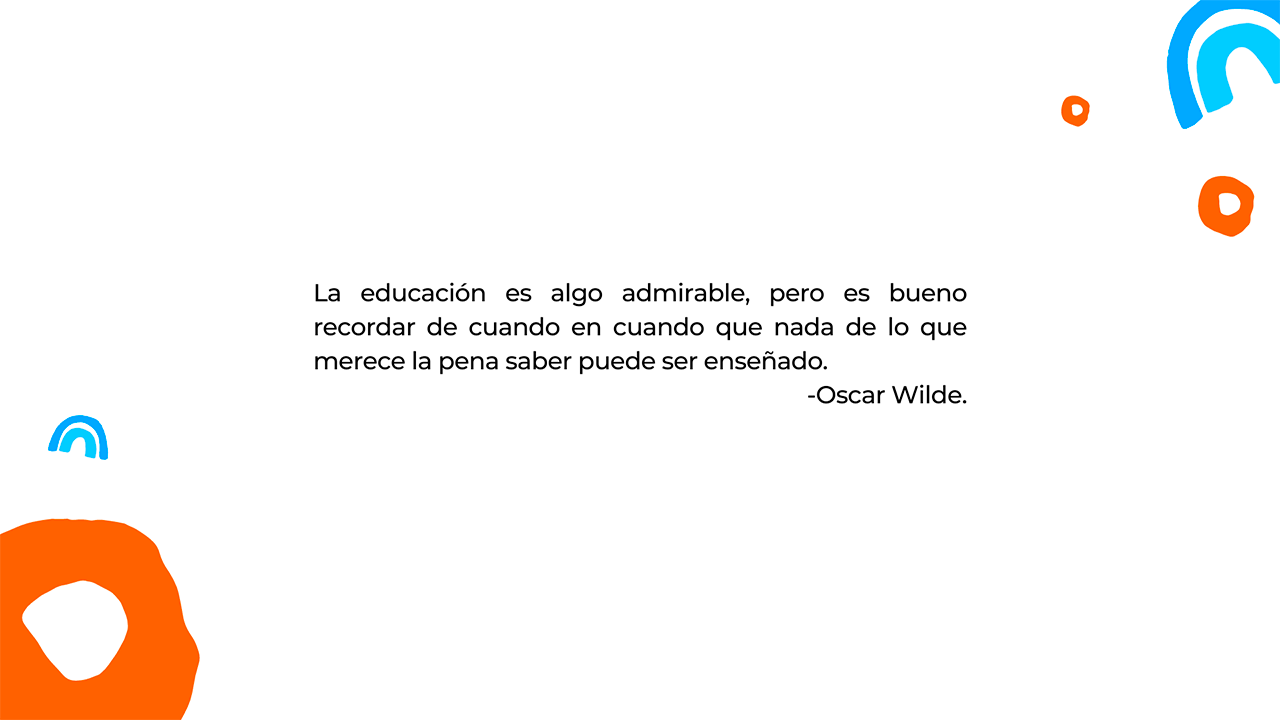 La educación es algo admirable, pero es bueno
recordar de cuando en cuando que nada de lo que
merece la pena saber puede ser enseñado.
-Oscar Wilde.